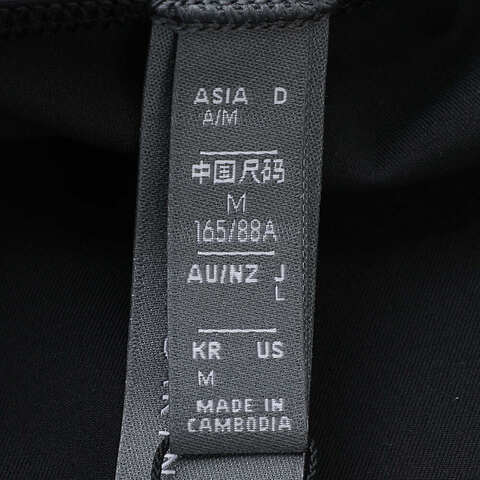 ASIA D
A/M
中国尺码
M
165/88A
AU/NZ J
L
KR US
M
MADE IN
CAMBODIA